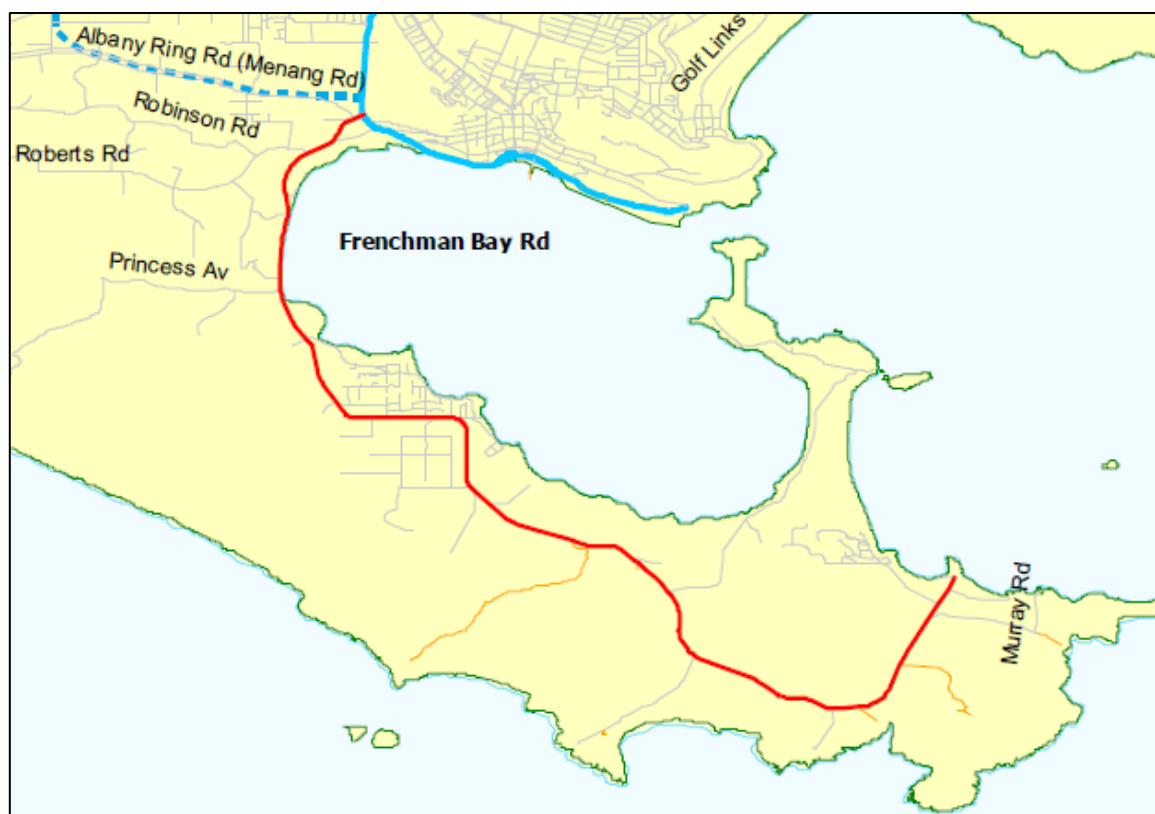 Albany Ring Rd (Menang Rd)
Golf Links
Robinson Rd
Roberts Rd
Frenchman Bay Rd
Princess Av
Murray Rd